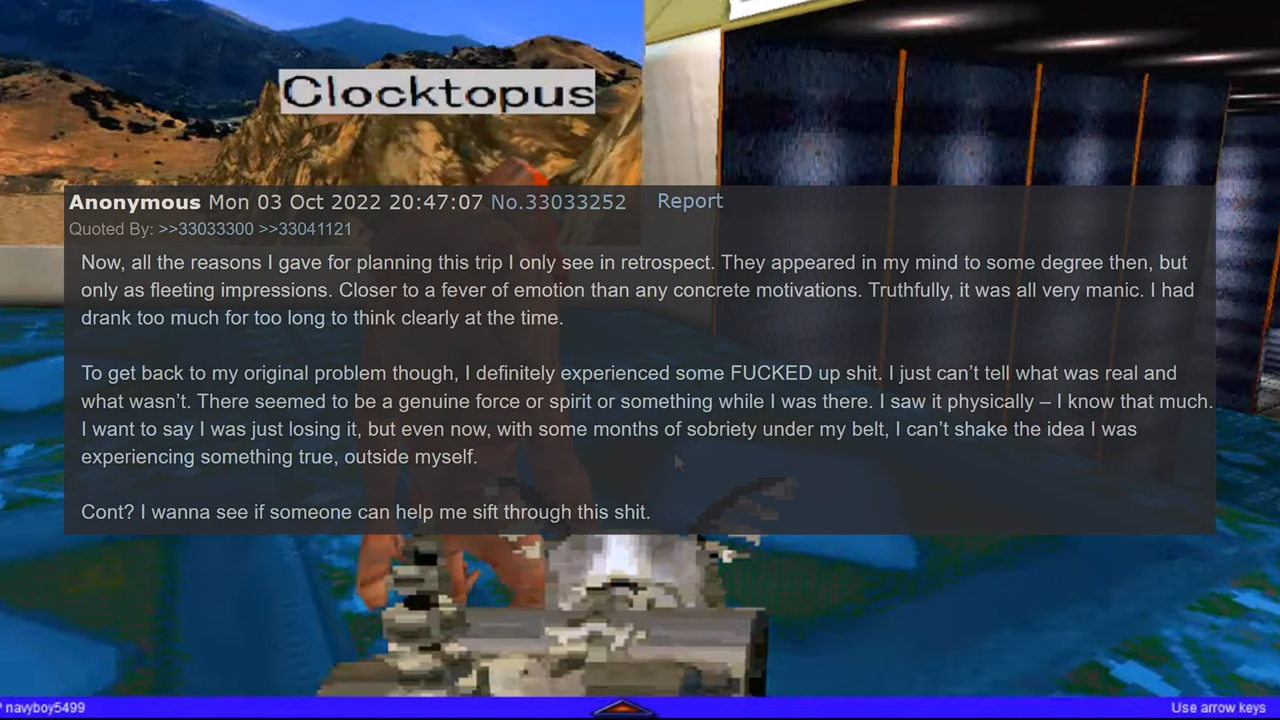 Clocktopus
Anonymous Mon 03 Oct 2022 20:47:07 No.33033252 Report
Quoted By: >>33033300 >>33041121
Now, all the reasons I gave for planning this trip I only see in retrospect. They appeared in my mind to some degree then, but
only as fleeting impressions. Closer to a fever of emotion than any concrete motivations. Truthfully, it was all very manic. I had
drank too much for too long to think clearly at the time.
To get back to my original problem though, I definitely experienced some FUCKED up shit. I just can’t tell what was real and
what wasn’t. There seemed to be a genuine force or spirit or something while I was there. I saw it physically – I know that much.
I want to say I was just losing it, but even now, with some months of sobriety under my belt, I can’t shake the idea I was
experiencing something true, outside myself.
Cont? I wanna see if someone can help me sift through this shit.
navyboy5499
Use arrow keys